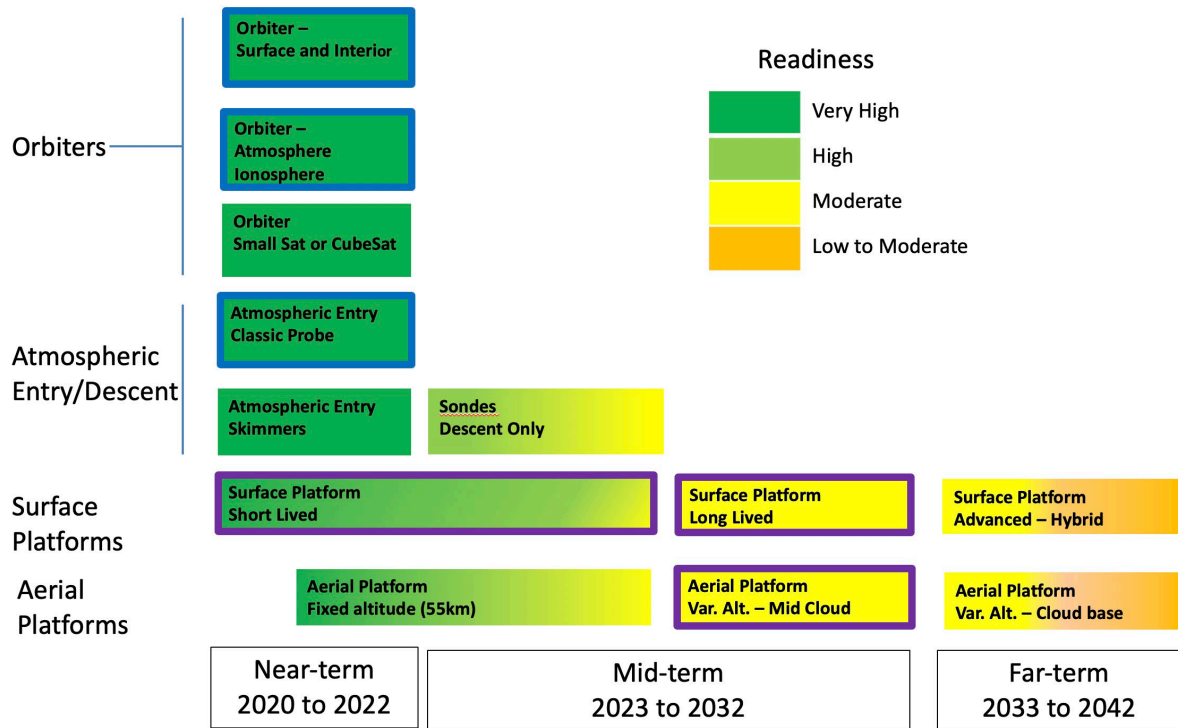 Orbiters
Orbiter –
Surface and Interior
Orbiter –
Atmosphere
Ionosphere
Orbiter
Small Sat or CubeSat
Readiness
Very High
High
Moderate
Low to Moderate
Atmospheric
Entry/Descent
Atmospheric Entry
Classic Probe
Atmospheric Entry
Skimmers
Sondes
Descent Only
Surface
Platforms
Surface Platform
Short Lived
Surface Platform
Long Lived
Surface Platform
Advanced – Hybrid
Aerial
Platforms
Aerial Platform
Fixed altitude (55km)
Aerial Platform
Var. Alt. – Mid Cloud
Aerial Platform
Var. Alt. – Cloud base
Near-term
2020 to 2022
Mid-term
2023 to 2032
Far-term
2033 to 2042